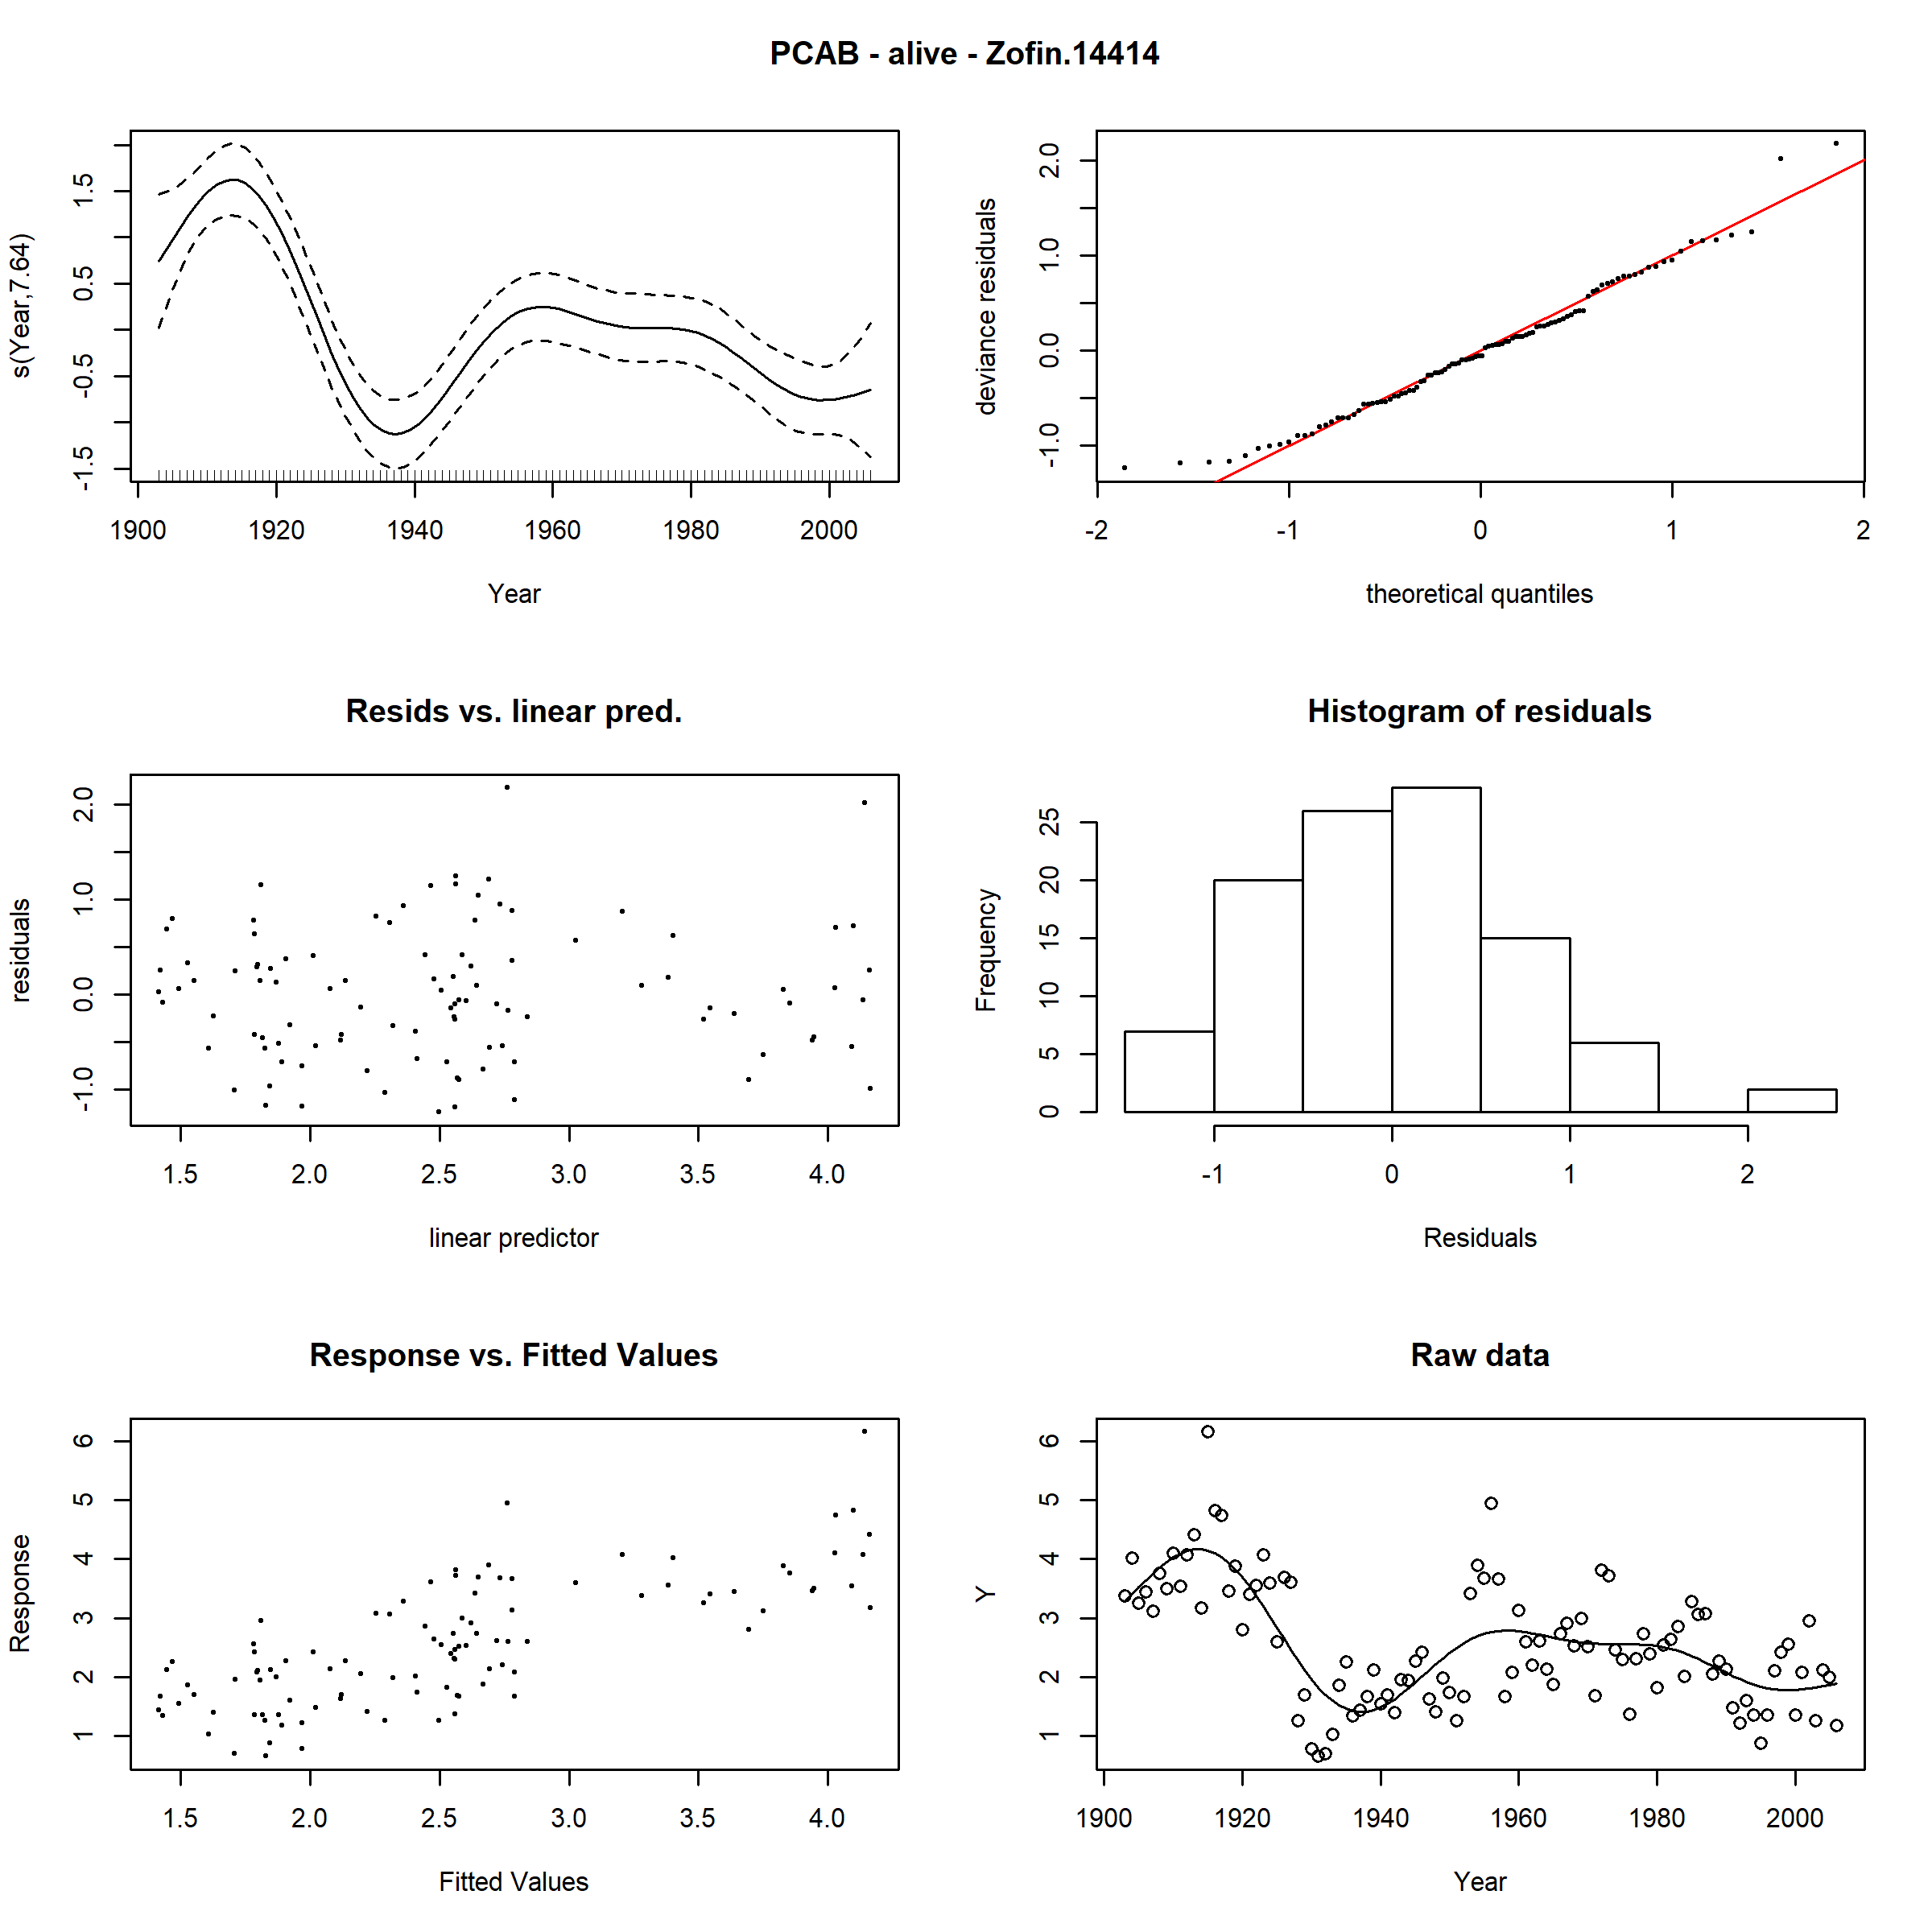 PCAB - alive - Zofin.14414
s(Year,7.64)
-1.5 -0.5 0.5 1.5
1900 1920 1940 1960 1980 2000
Year
deviance residuals
-1.0 0.0 1.0 2.0
-2 -1 0 1 2
theoretical quantiles
Resids vs. linear pred.
residuals
-1.0 0.0 1.0 2.0
1.5 2.0 2.5 3.0 3.5 4.0
linear predictor
Histogram of residuals
Frequency
0 5 10 15 20 25
-1 0 1 2
Residuals
Response vs. Fitted Values
Response
1 2 3 4 5 6
1.5 2.0 2.5 3.0 3.5 4.0
Fitted Values
Raw data
Y
1 2 3 4 5 6
1900 1920 1940 1960 1980 2000
Year